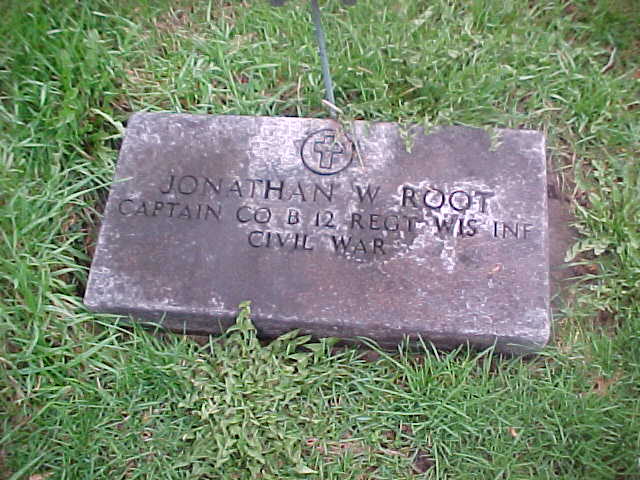 JONATHAN W ROOT
CAPTAIN CO B 12 REGT WIS INF
CIVIL WAR